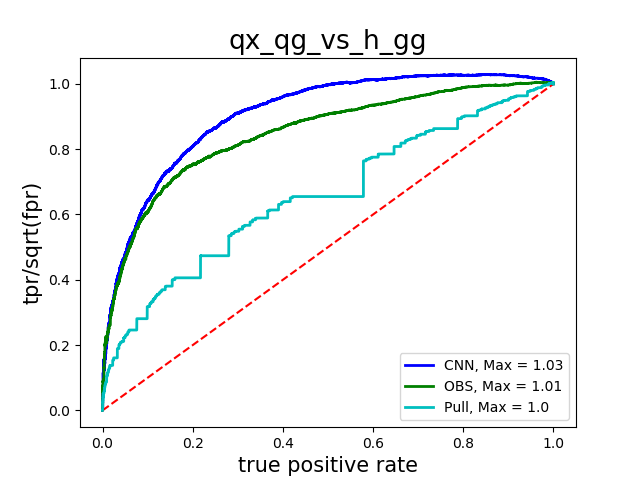 qx_qg_vs_h_gg
tpr/sqrt(fpr)
1.0
0.8
0.6
0.4
0.2
0.0
0.0 0.2 0.4 0.6 0.8 1.0
true positive rate
CNN, Max = 1.03
OBS, Max = 1.01
Pull, Max = 1.0